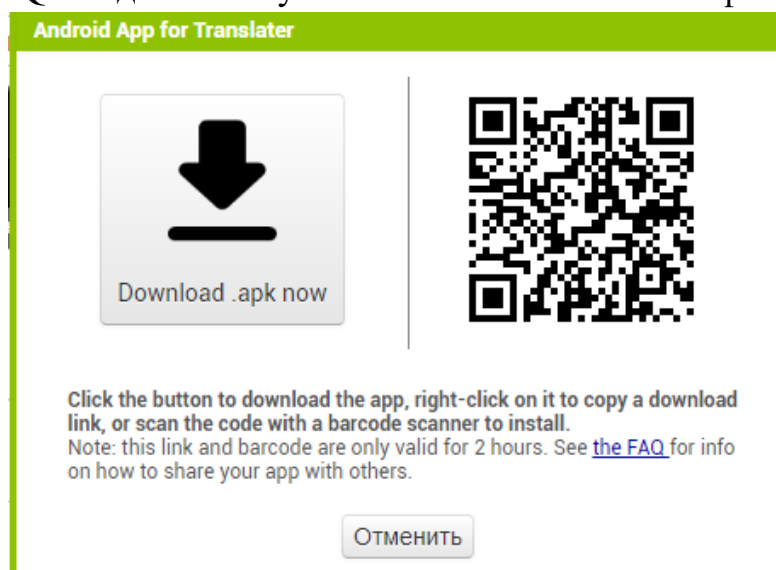 Android App for Translater
Download .apk now
Click the button to download the app, right-click on it to copy a download
link, or scan the code with a barcode scanner to install.
Note: this link and barcode are only valid for 2 hours. See the FAQ for info
on how to share your app with others.
Отменить